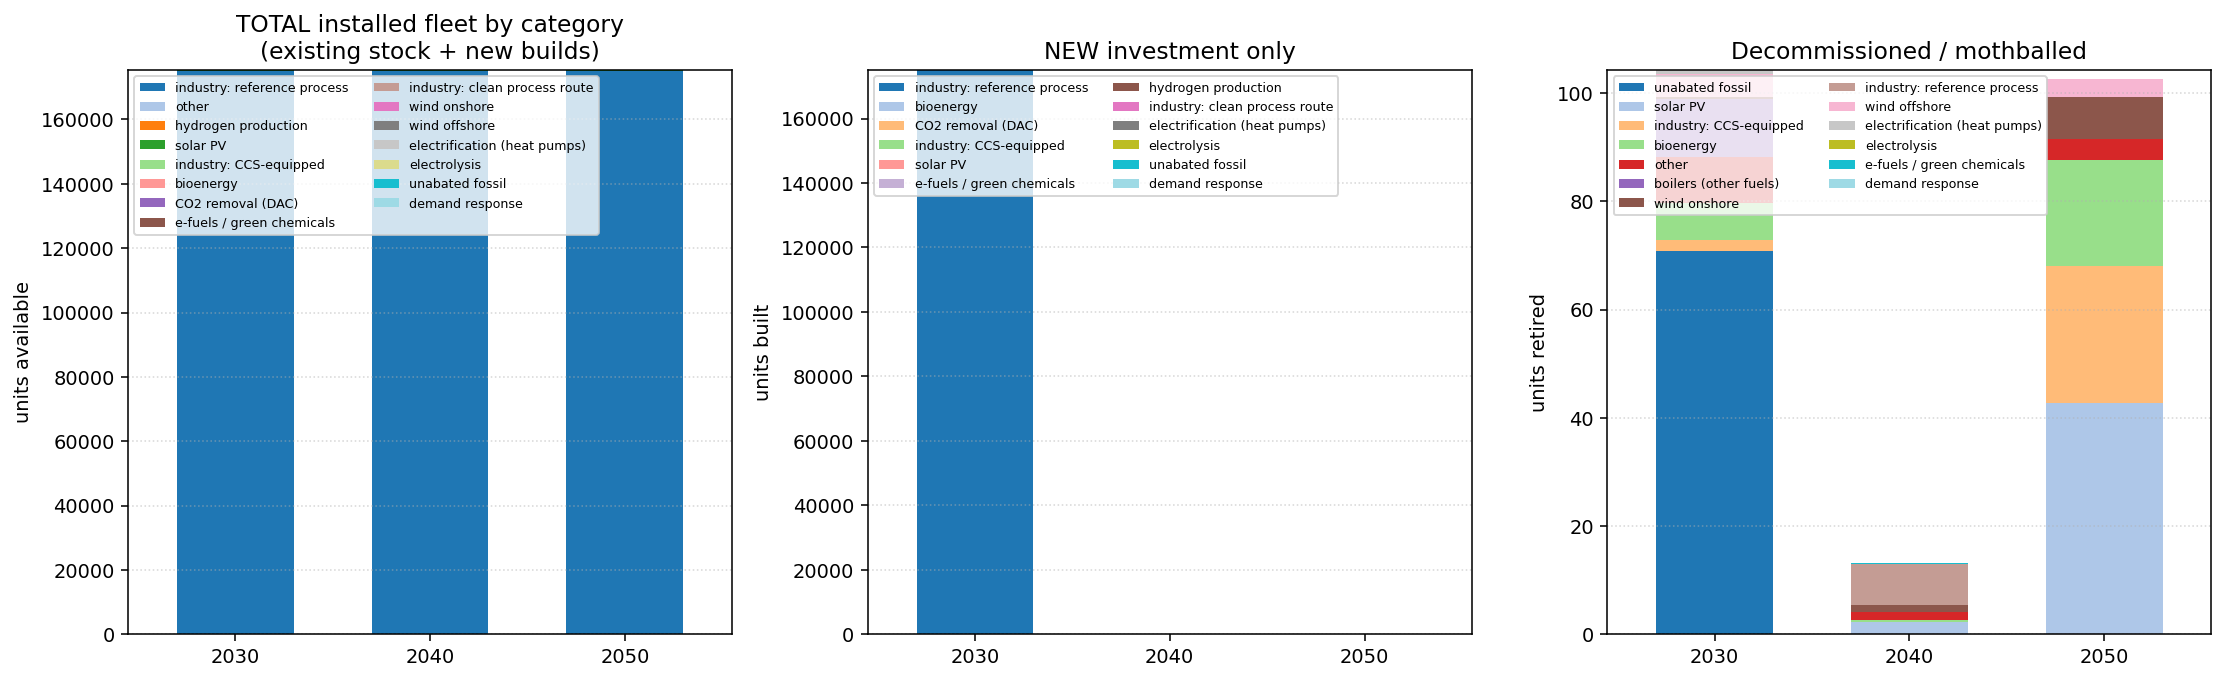 TOTAL installed fleet by category
(existing stock + new builds)
units available
160000
140000
120000
100000
80000
60000
40000
20000
0
2030
2040
2050
industry: reference process
other
hydrogen production
solar PV
industry: CCS-equipped
bioenergy
CO2 removal (DAC)
e-fuels / green chemicals
industry: clean process route
wind onshore
wind offshore
electrification (heat pumps)
electrolysis
unabated fossil
demand response
NEW investment only
units built
160000
140000
120000
100000
80000
60000
40000
20000
0
2030
2040
2050
industry: reference process
bioenergy
CO2 removal (DAC)
industry: CCS-equipped
solar PV
e-fuels / green chemicals
hydrogen production
industry: clean process route
electrification (heat pumps)
electrolysis
unabated fossil
demand response
Decommissioned / mothballed
units retired
100
80
60
40
20
0
2030
2040
2050
unabated fossil
solar PV
industry: CCS-equipped
bioenergy
other
boilers (other fuels)
wind onshore
industry: reference process
wind offshore
electrification (heat pumps)
electrolysis
e-fuels / green chemicals
demand response